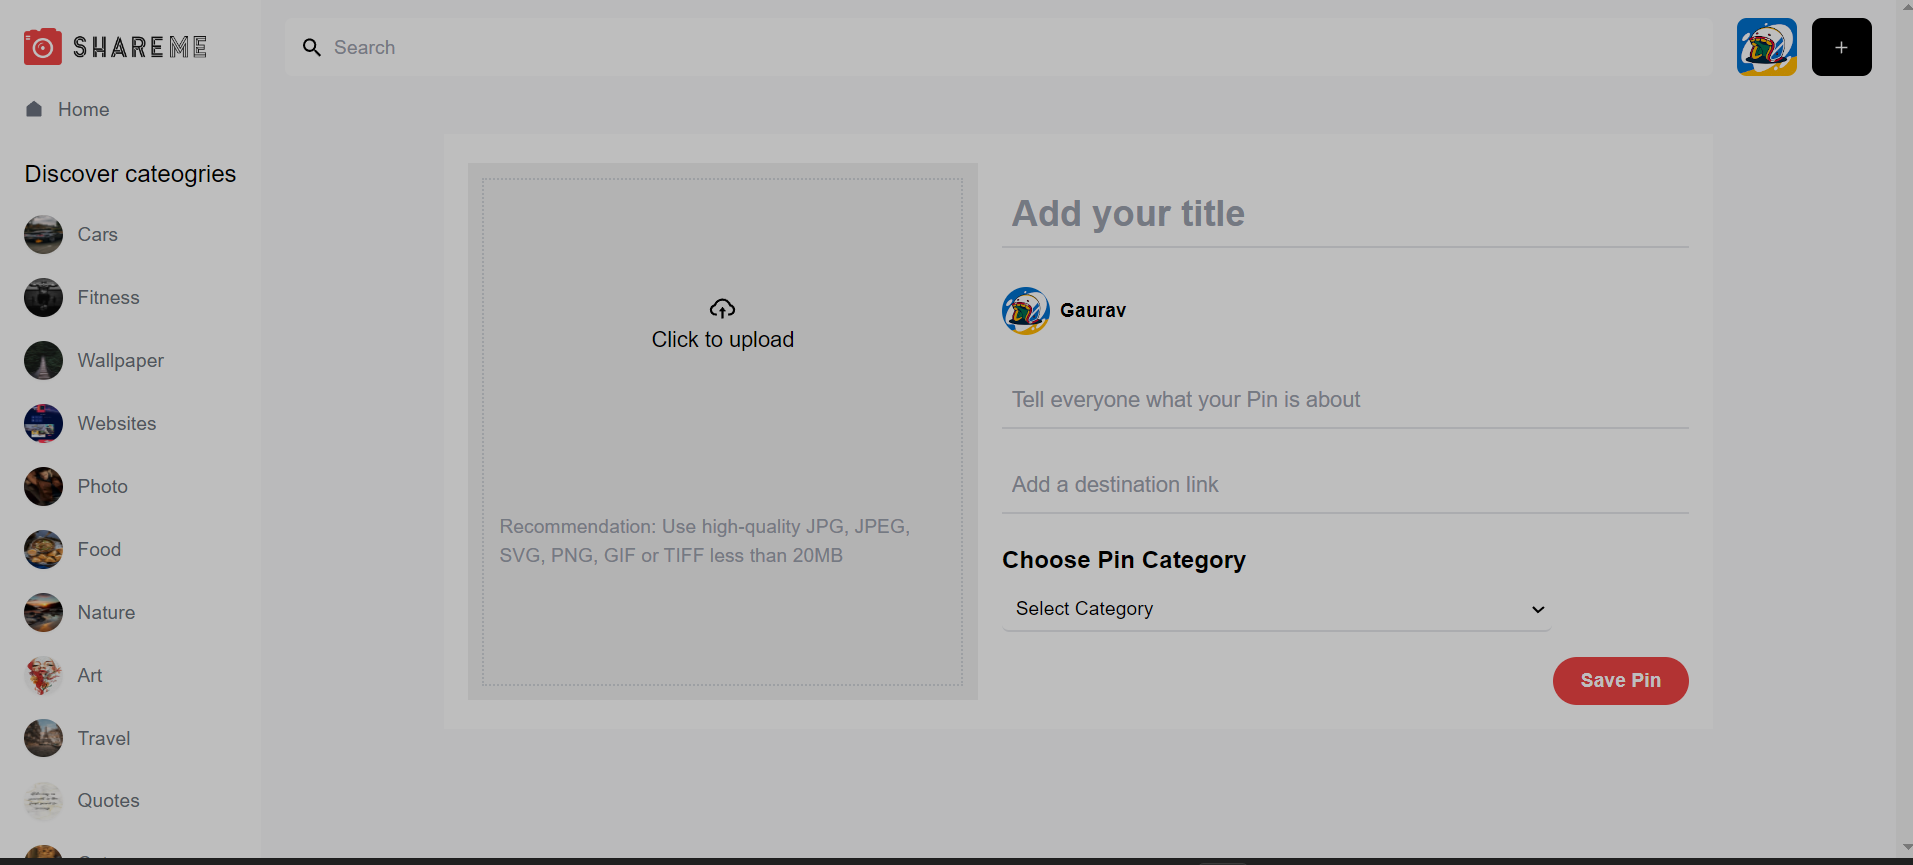 SHAREME
Search
+
Home
Discover cateogries
Cars
Fitness
Wallpaper
Websites
Photo
Food
Nature
Art
Travel
Quotes
Click to upload
Recommendation: Use high-quality JPG, JPEG,
SVG, PNG, GIF or TIFF less than 20MB
Add your title
Gaurav
Tell everyone what your Pin is about
Add a destination link
Choose Pin Category
Select Category
Save Pin